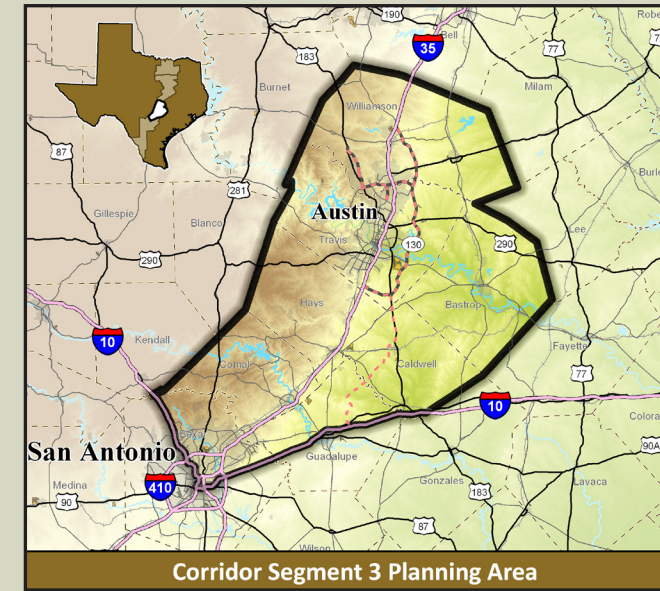 190
Robe
Bell
35
77
7
183
Burnet
Milam
Williamson
87
Burle
281
Gillespie
Blanco
Austin
Travis
130
290
Lee
290
Hays
Bastrop
10
Kendall
Fayette
Comal
Caldwell
77
10
Colora
Bexar
San Antonio
Guadalupe
90A
410
Medina
Gonzales
183
Lavaca
90
87
Wilson
Corridor Segment 3 Planning Area